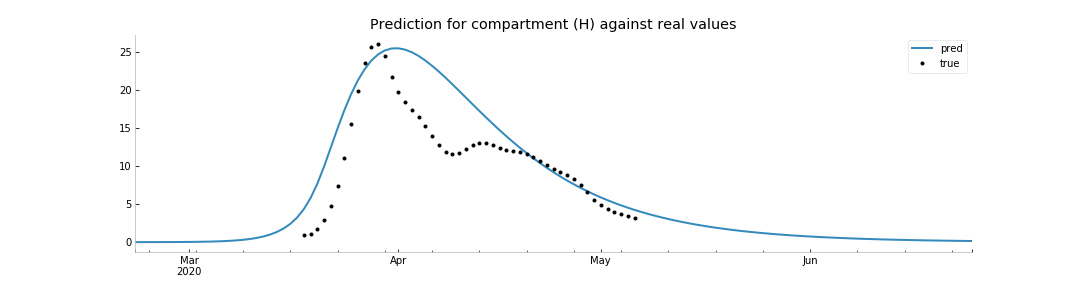 Prediction for compartment (H) against real values
25
20
15
10
5
0
pred
true
Mar
2020
Apr
May
Jun